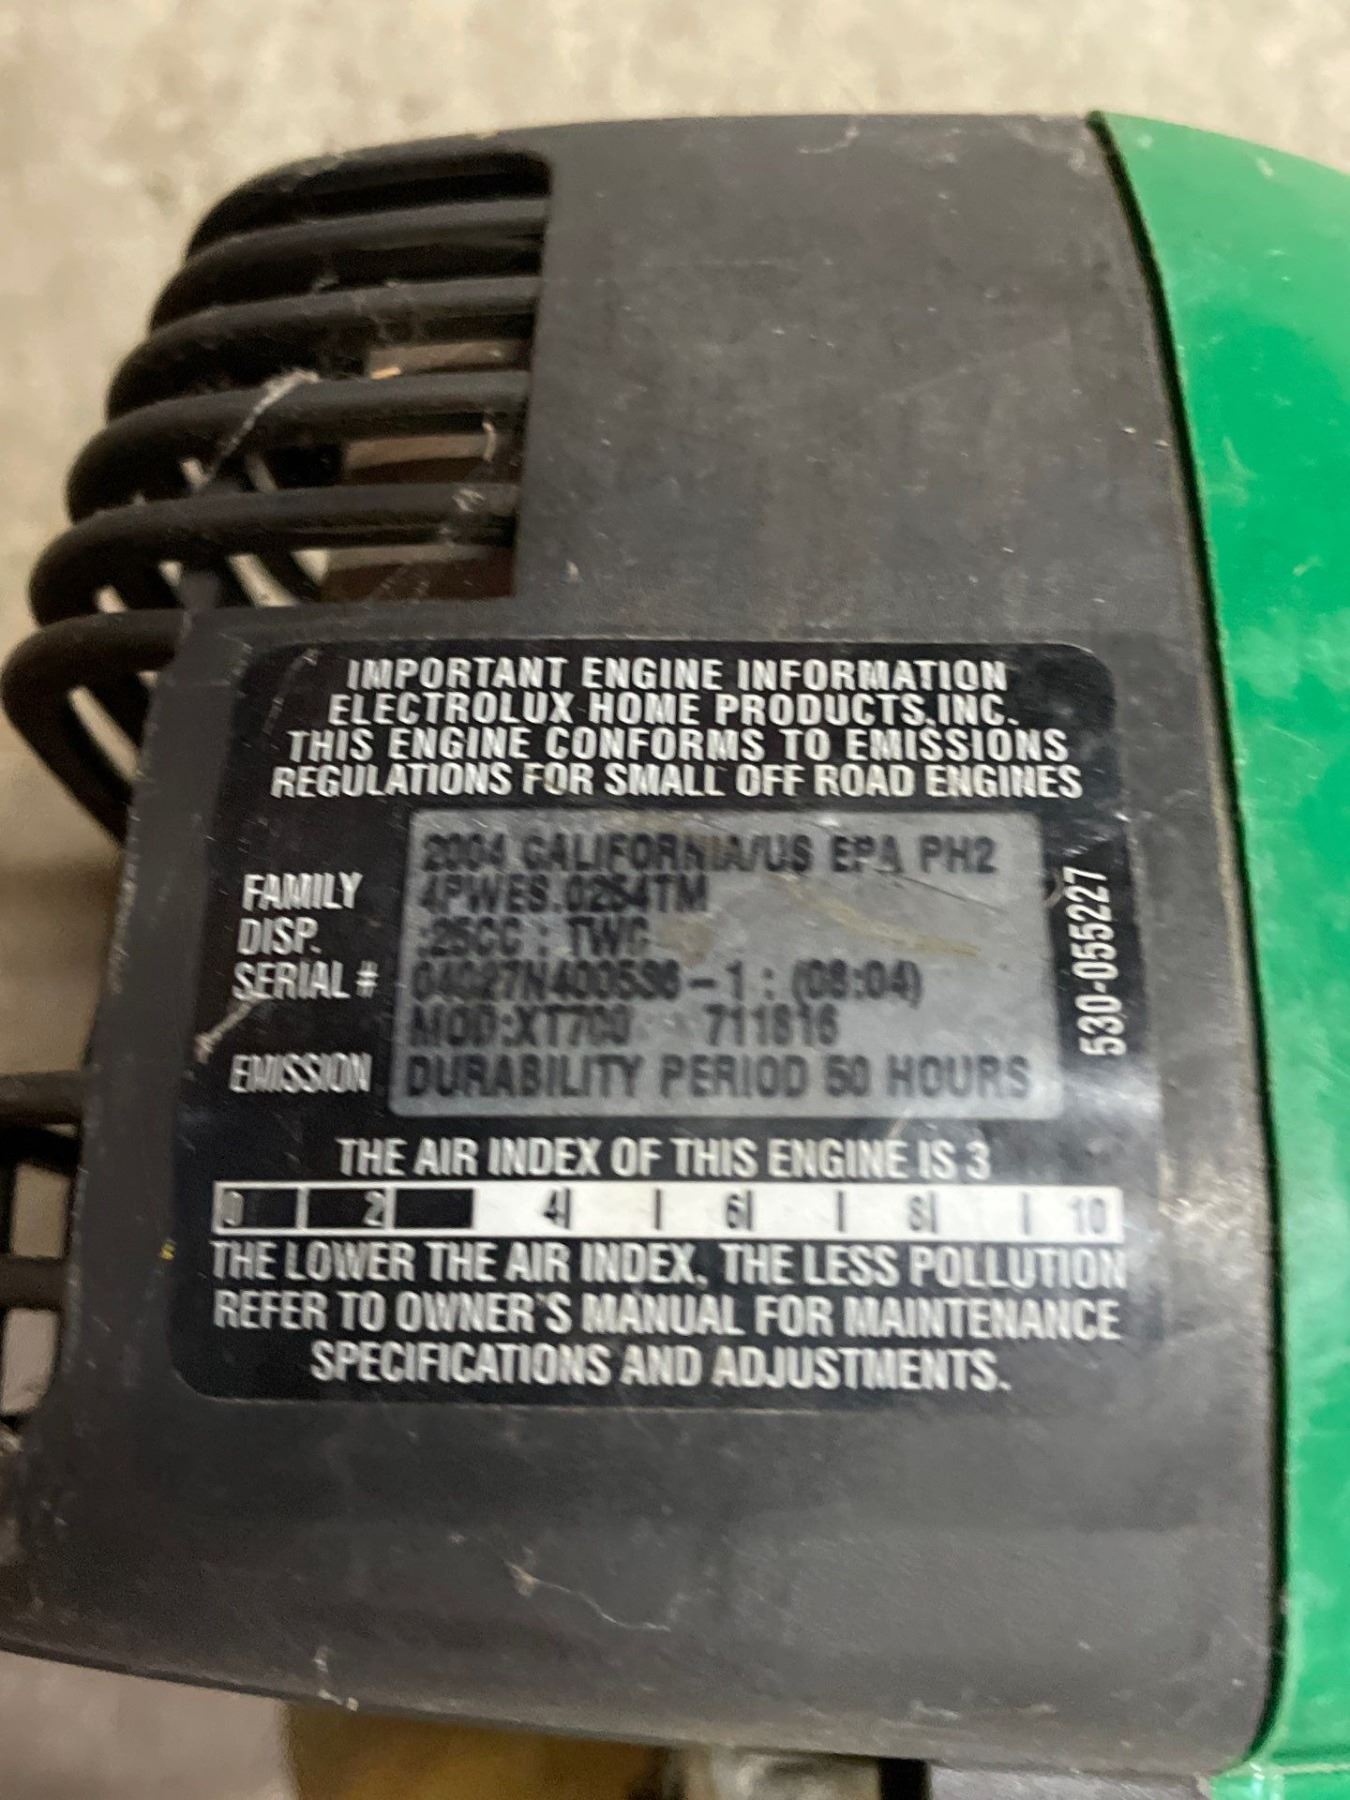 IMPORTANT ENGINE INFORMATION
ELECTROLUX HOME PRODUCTS, INC.
THIS ENGINE CONFORMS TO EMISSIONS
REGULATIONS FOR SMALL OFF ROAD ENGINES
2004 CALIFORNIA/US EPA PH2
FAMILY 4PWES.0254TM
DISP. :25CC : TWC
SERIAL # -1 : (08:04)
MOD:XT700 711816
EMISSION DURABILITY PERIOD 50 HOURS
530-055227
THE AIR INDEX OF THIS ENGINE IS 3
0 2 4 6 8 10
THE LOWER THE AIR INDEX, THE LESS POLLUTION
REFER TO OWNER'S MANUAL FOR MAINTENANCE
SPECIFICATIONS AND ADJUSTMENTS.